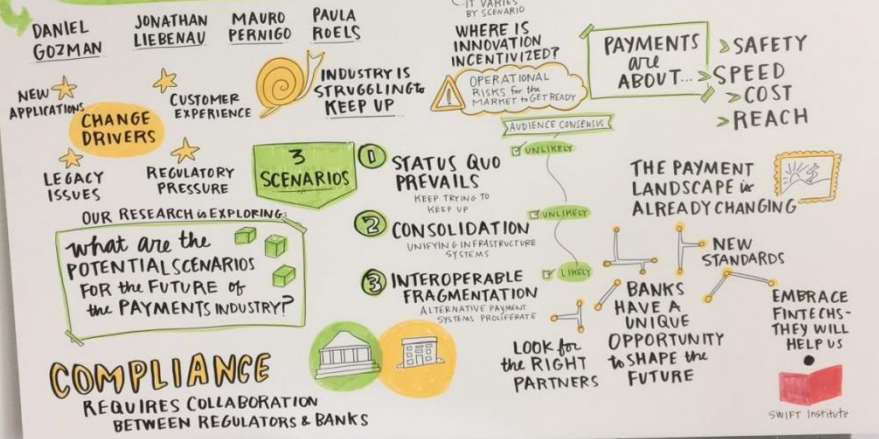 DANIEL
GOZMAN
JONATHAN
LIEBENAU
MAURO
PERNIGO
PAULA
ROELS
IT VARIES
BY SCENARIO
WHERE IS
INNOVATION
INCENTIVIZED?
OPERATIONAL
RISKS for the
MARKET to GET READY
PAYMENTS
are
ABOUT...
> SAFETY
> SPEED
> COST
> REACH
NEW
APPLICATIONS
CHANGE
DRIVERS
CUSTOMER
EXPERIENCE
LEGACY
ISSUES
REGULATORY
PRESSURE
INDUSTRY IS
STRUGGLING to
KEEP UP
OUR RESEARCH is EXPLORING:
what are the
POTENTIAL SCENARIOS
FOR the FUTURE of
the PAYMENTS INDUSTRY?
3
SCENARIOS
AUDIENCE CONSENSUS
1 STATUS QUO
PREVAILS
KEEP TRYING TO
KEEP UP
UNLIKELY
2 CONSOLIDATION
UNIFYING INFRASTRUCTURE
SYSTEMS
UNLIKELY
3 INTEROPERABLE
FRAGMENTATION
ALTERNATIVE PAYMENT
SYSTEMS PROLIFERATE
LIKELY
THE PAYMENT
LANDSCAPE is
ALREADY CHANGING
NEW
STANDARDS
LOOK for
the RIGHT
PARTNERS
BANKS
HAVE A
UNIQUE
OPPORTUNITY
to SHAPE the
FUTURE
EMBRACE
FINTECHS-
THEY WILL
HELP US
COMPLIANCE
REQUIRES COLLABORATION
BETWEEN REGULATORS & BANKS
SWIFT Institute